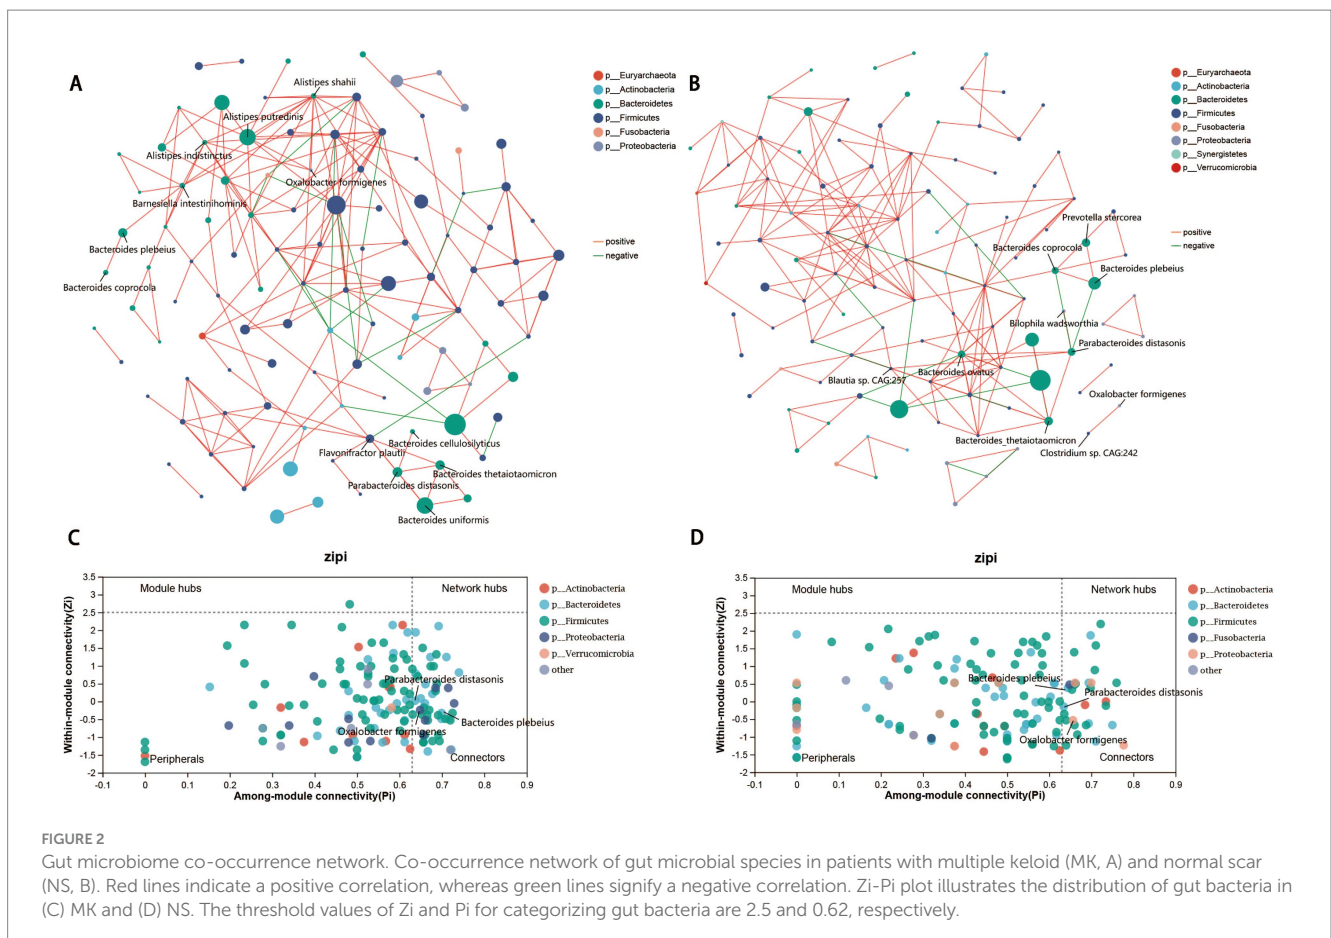 A
Alistipes shahii
Alistipes putredinis
Alistipes indistinctus
Oxalobacter formigenes
Barnesiella intestinihominis
Bacteroides plebeius
Bacteroides coprocola
Bacteroides cellulosilyticus
Flavonifractor plautii
Bacteroides thetaiotaomicron
Parabacteroides distasonis
Bacteroides uniformis
p__Euryarchaeota
p__Actinobacteria
p__Bacteroidetes
p__Firmicutes
p__Fusobacteria
p__Proteobacteria
positive
negative
B
Prevotella stercorea
Bacteroides coprocola
Bacteroides plebeius
Bilophila wadsworthia
Parabacteroides distasonis
Bacteroides ovatus
Blautia sp. CAG:257
Oxalobacter formigenes
Bacteroides_thetaiotaomicron
Clostridium sp. CAG:242
p__Euryarchaeota
p__Actinobacteria
p__Bacteroidetes
p__Firmicutes
p__Fusobacteria
p__Proteobacteria
p__Synergistetes
p__Verrucomicrobia
positive
negative
C
zipi
Module hubs
Network hubs
Parabacteroides distasonis
Bacteroides plebeius
Oxalobacter formigenes
Peripherals
Connectors
3.5
3
2.5
2
1.5
1
0.5
0
-0.5
-1
-1.5
-2
Within-module connectivity(Zi)
-0.1 0 0.1 0.2 0.3 0.4 0.5 0.6 0.7 0.8 0.9
Among-module connectivity(Pi)
p__Actinobacteria
p__Bacteroidetes
p__Firmicutes
p__Proteobacteria
p__Verrucomicrobia
other
D
zipi
Module hubs
Network hubs
Bacteroides plebeius
Parabacteroides distasonis
Oxalobacter formigenes
Peripherals
Connectors
3.5
3
2.5
2
1.5
1
0.5
0
-0.5
-1
-1.5
-2
Within-module connectivity(Zi)
-0.1 0 0.1 0.2 0.3 0.4 0.5 0.6 0.7 0.8 0.9
Among-module connectivity(Pi)
p__Actinobacteria
p__Bacteroidetes
p__Firmicutes
p__Fusobacteria
p__Proteobacteria
other
FIGURE 2
Gut microbiome co-occurrence network. Co-occurrence network of gut microbial species in patients with multiple keloid (MK, A) and normal scar
(NS, B). Red lines indicate a positive correlation, whereas green lines signify a negative correlation. Zi-Pi plot illustrates the distribution of gut bacteria in
(C) MK and (D) NS. The threshold values of Zi and Pi for categorizing gut bacteria are 2.5 and 0.62, respectively.